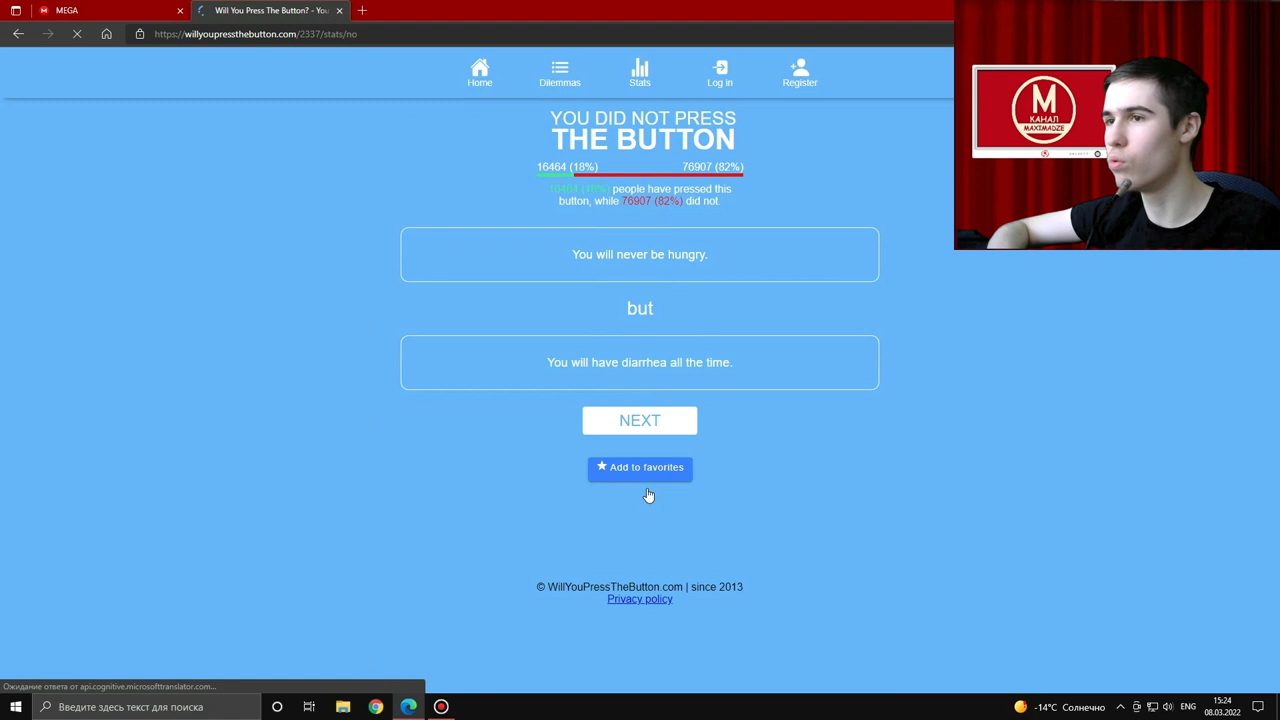 MEGA
Will You Press The Button? - You
https://willyoupressthebutton.com/2337/stats/no
Home
Dilemmas
Stats
Log in
Register
YOU DID NOT PRESS
THE BUTTON
16464 (18%)
76907 (82%)
16464 (18%) people have pressed this
button, while 76907 (82%) did not.
You will never be hungry.
but
You will have diarrhea all the time.
NEXT
Add to favorites
© WillYouPressTheButton.com | since 2013
Privacy policy
М
КАНАЛ
MAXIMADZE
Ожидание ответа от api.cognitive.microsofttranslator.com...
Введите здесь текст для поиска
-14°C Солнечно
ENG
15:24
08.03.2022